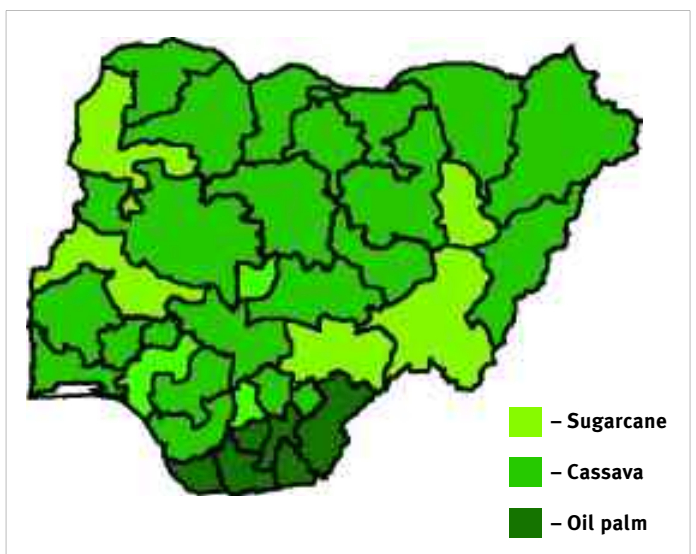 – Sugarcane
– Cassava
– Oil palm